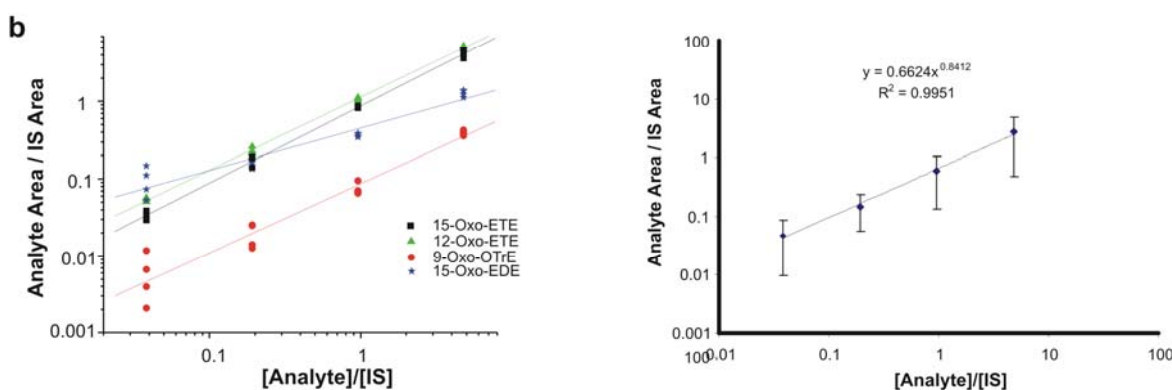 b
Analyte Area / IS Area
1
0.1
0.01
0.001
0.1
1
[Analyte]/[IS]
15-Oxo-ETE
12-Oxo-ETE
9-Oxo-OTrE
15-Oxo-EDE
Analyte Area / IS Area
100
10
1
0.1
0.01
0.001
y = 0.6624x^0.8412
R² = 0.9951
100
0.01
0.1
1
10
100
[Analyte]/[IS]